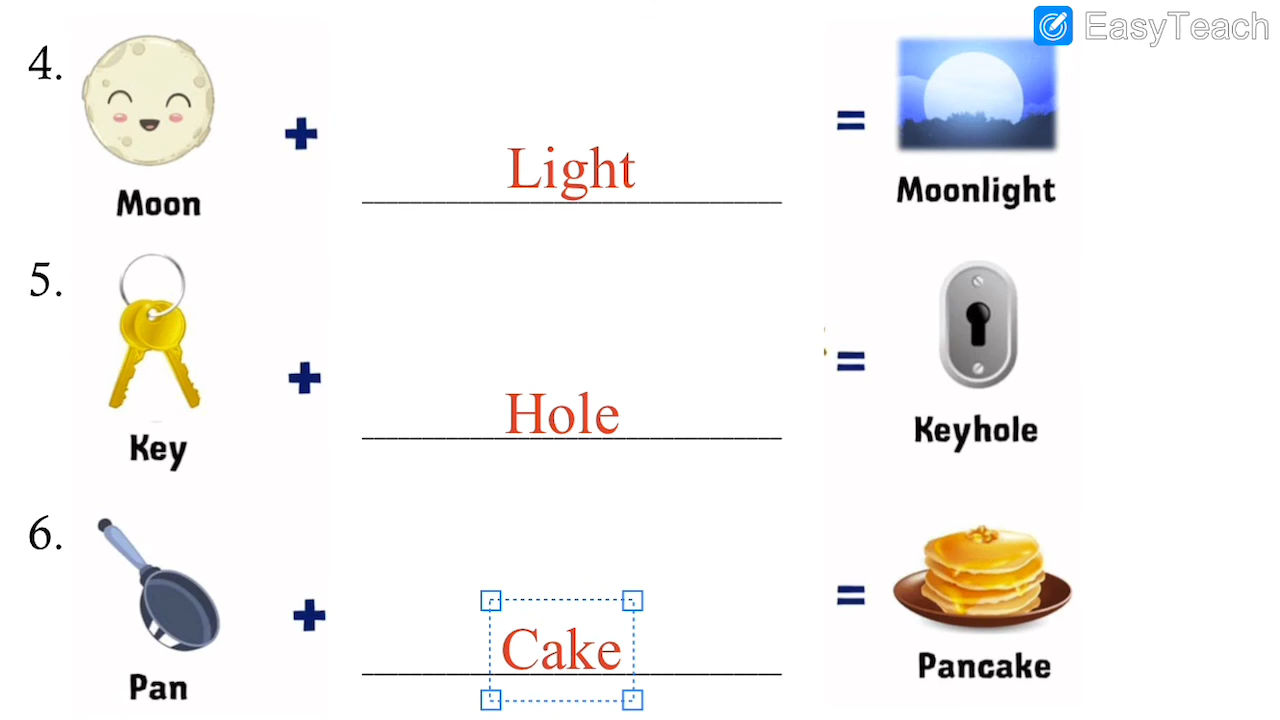 EasyTeach
4.
Light
Moon
Moonlight
5.
Hole
Key
Keyhole
6.
Cake
Pan
Pancake